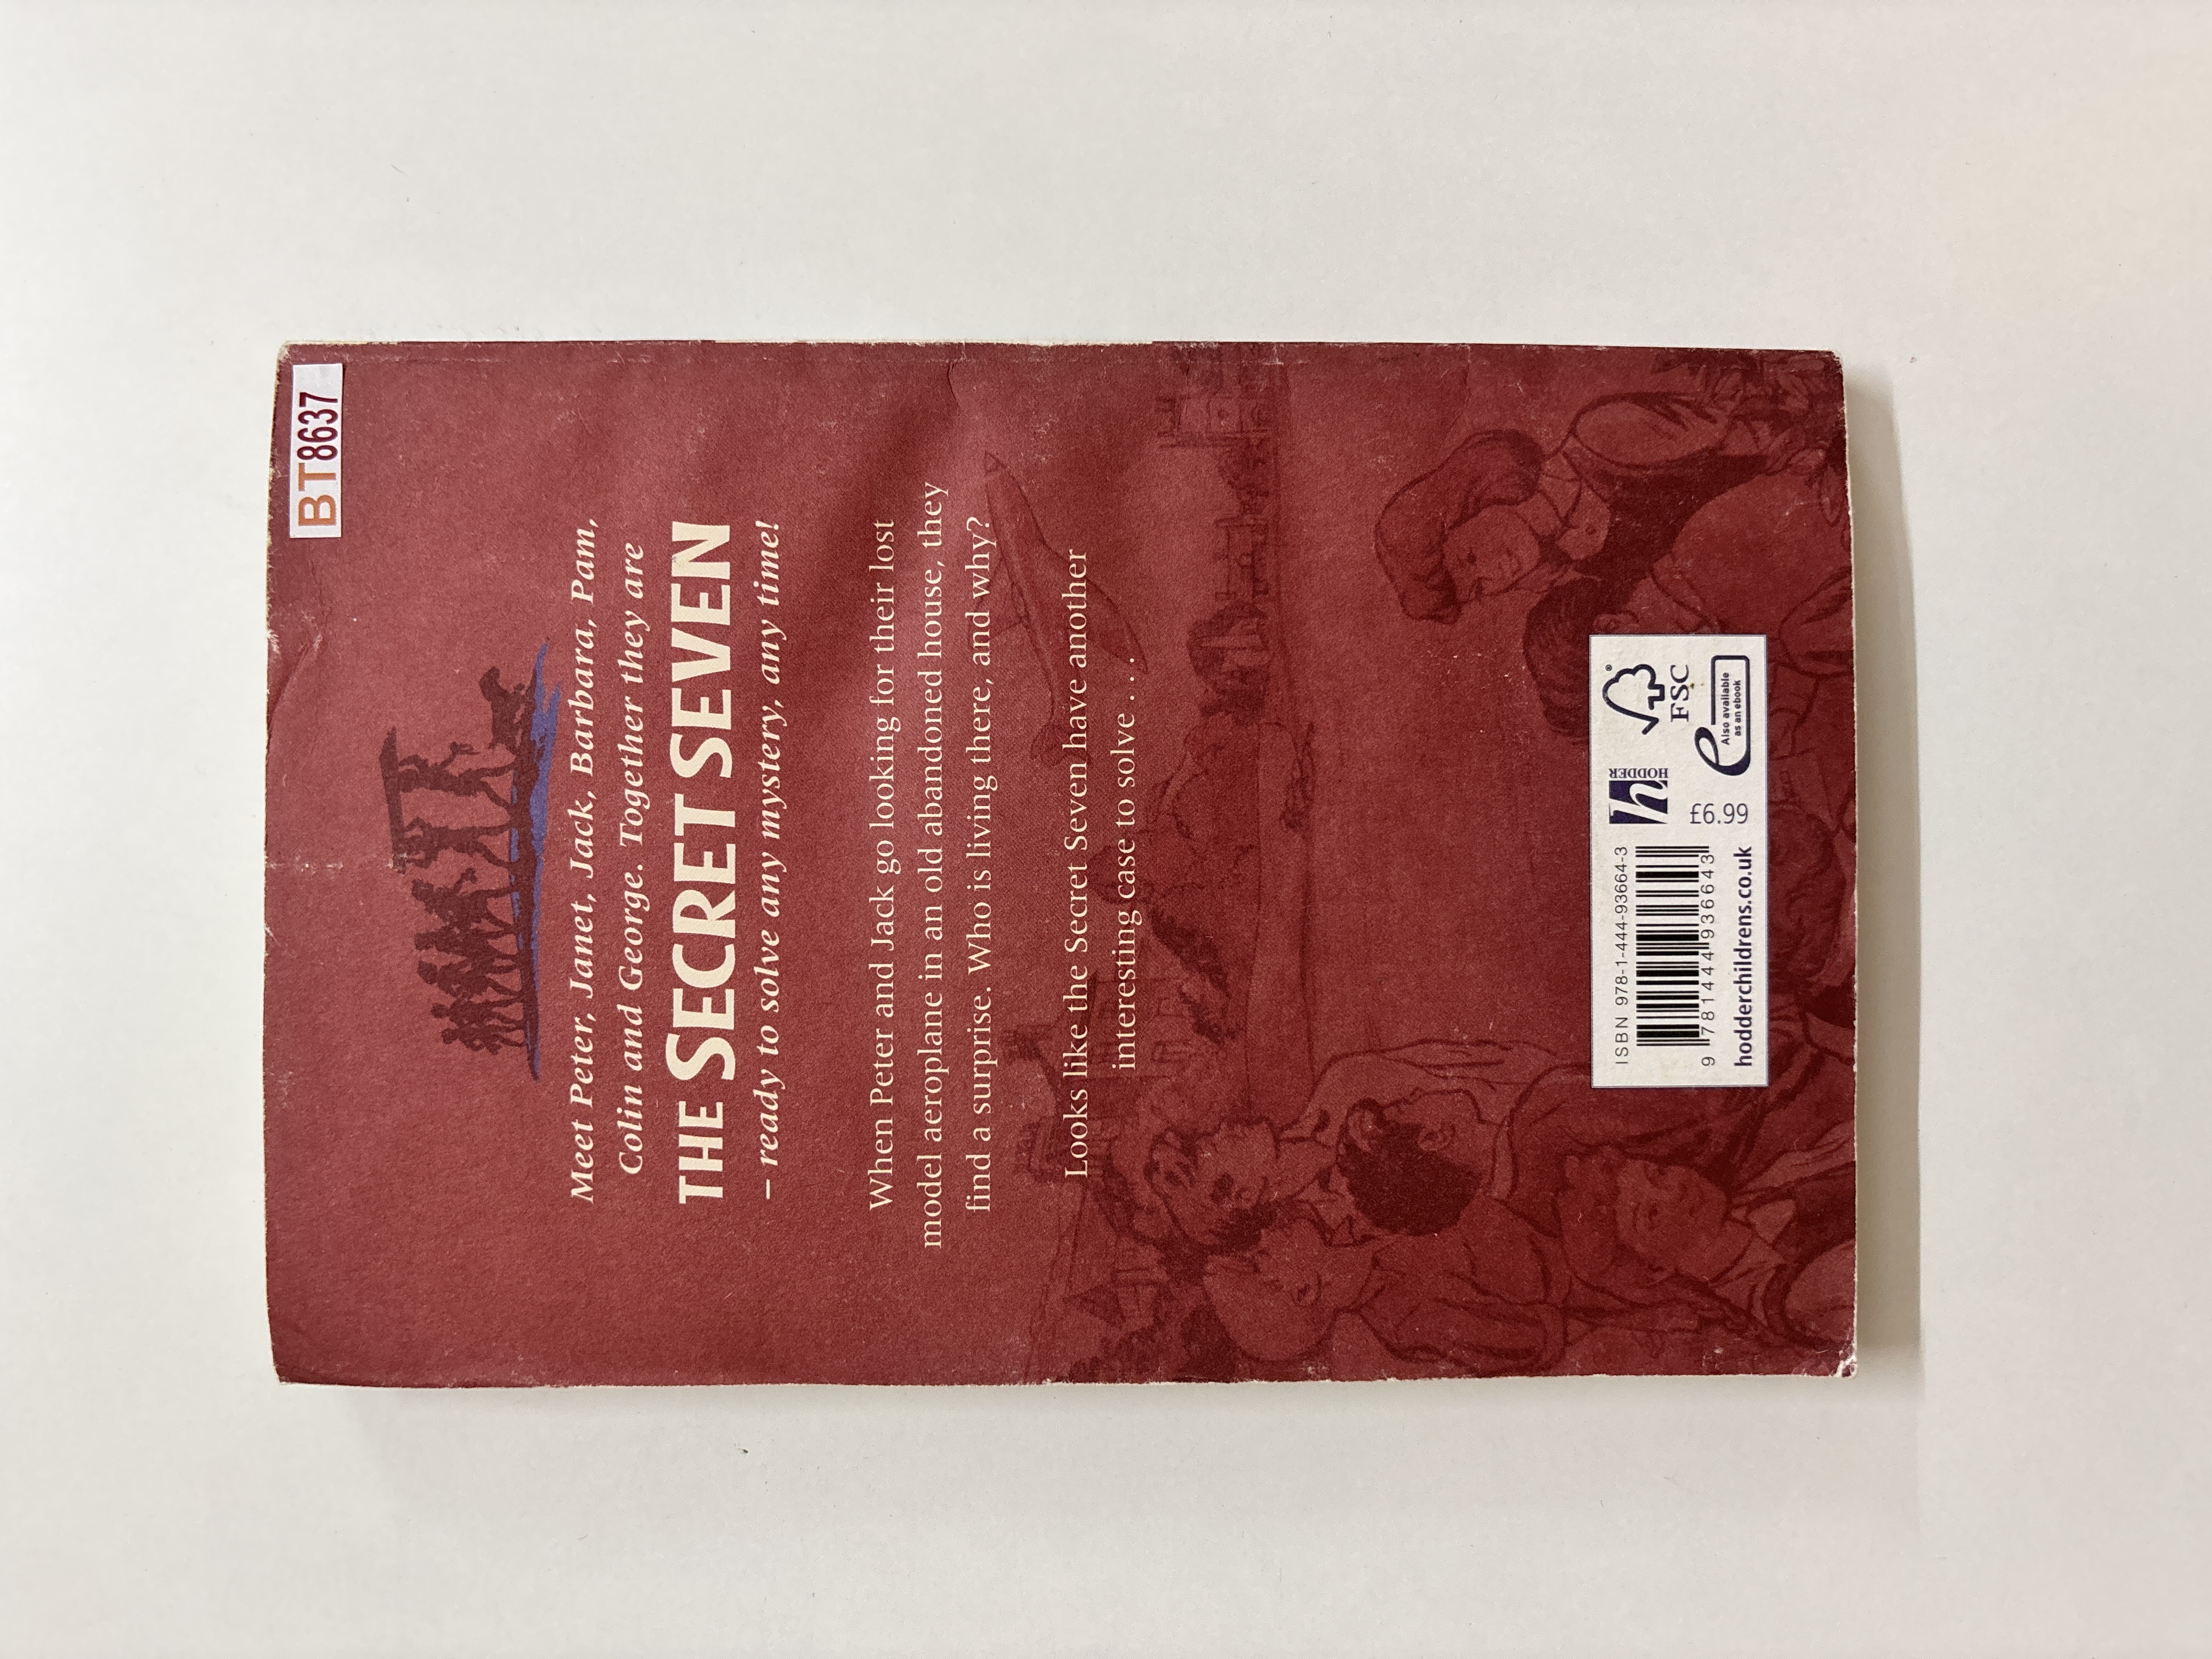 BT8637
Meet Peter, Janet, Jack, Barbara, Pam,
Colin and George. Together they are
THE SECRET SEVEN
– ready to solve any mystery, any time!
When Peter and Jack go looking for their lost
model aeroplane in an old abandoned house, they
find a surprise. Who is living there, and why?
Looks like the Secret Seven have another
interesting case to solve . . .
ISBN 978-1-444-93664-3
9 781444 936643
hodderchildrens.co.uk
h
HODDER
£6.99
®
FSC
e
Also available
as an ebook